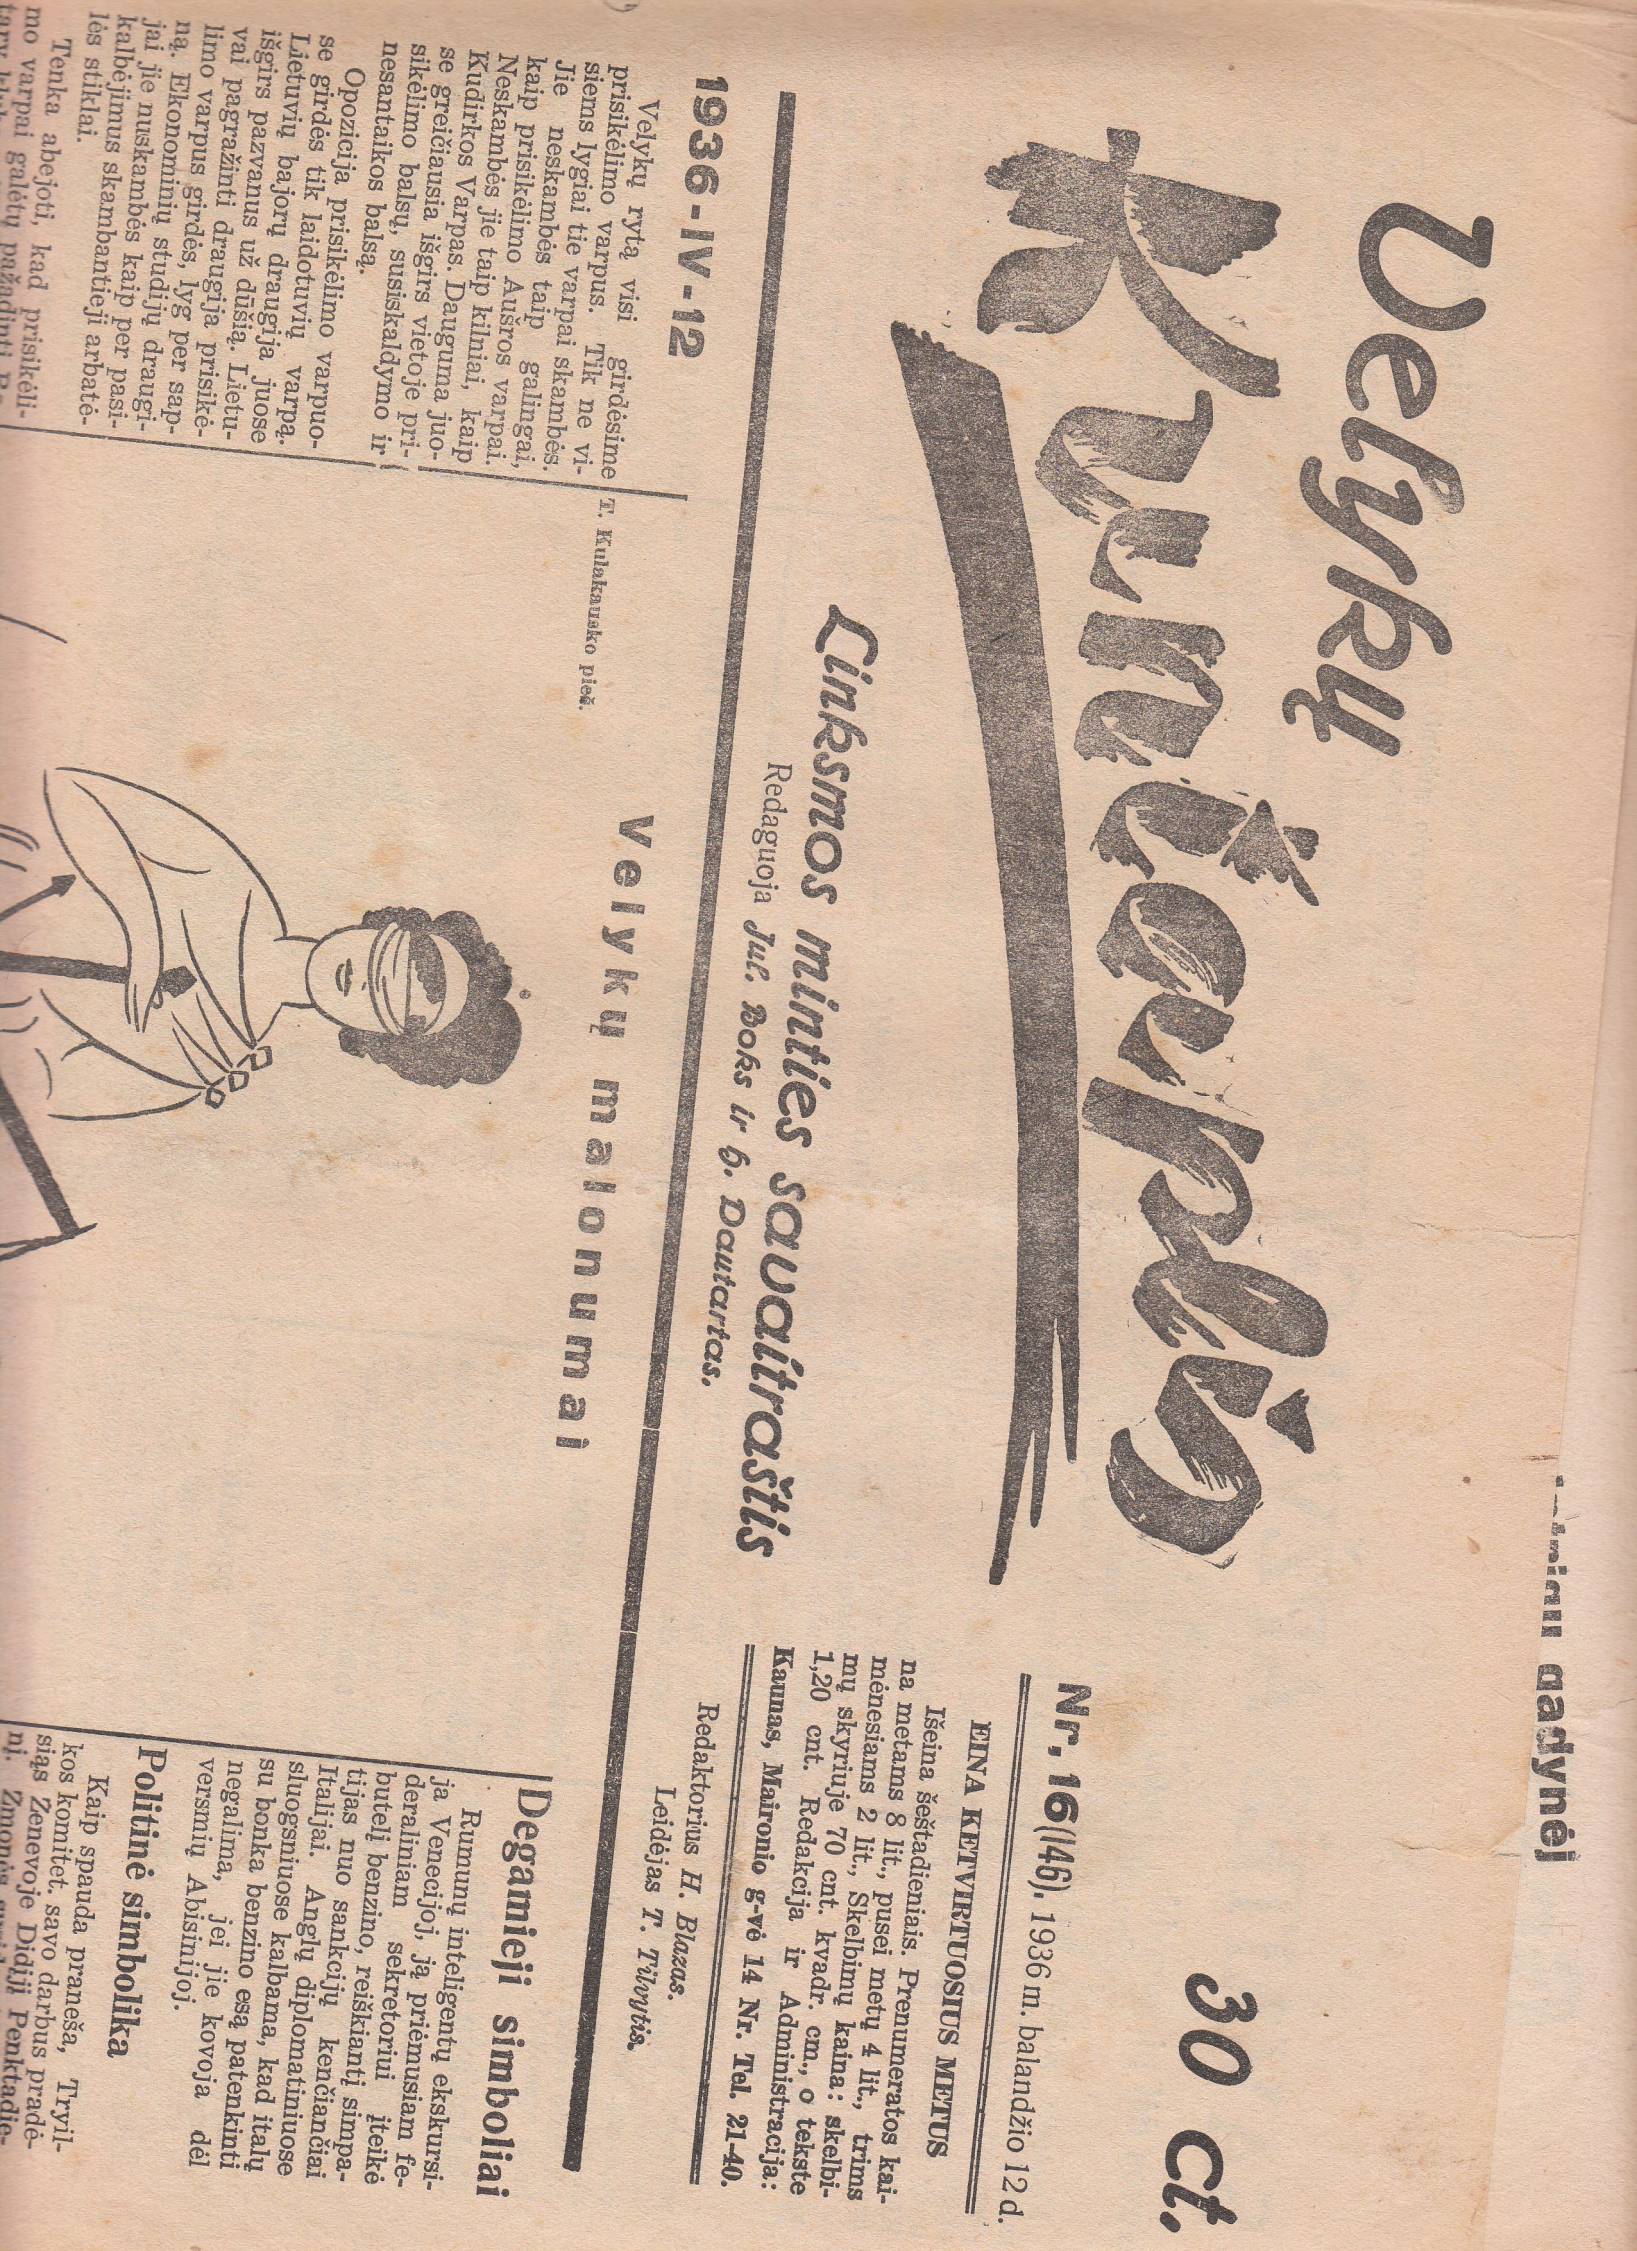 gadynėj
Velykų
Kuntaplis
30 ct.
Linksmos minties savaitraštis
Redaguoja Jul. Boks ir G. Dautartas.
Nr, 16(146). 1936 m. balandžio 12 d.
EINA KETVIRTUOSIUS METUS
Išeina šeštadieniais. Prenumeratos kai-
na metams 8 lit., pusei metų 4 lit., trims
mėnesiams 2 lit., Skelbimų kaina: skelbi-
mų skyriuje 70 cnt. kvadr. cm., o tekste
1,20 cnt. Redakcija ir Administracija:
Kaunas, Maironio g-vė 14 Nr. Tel. 21-40.
Redaktorius H. Blazas.
Leidėjas T. Tilvytis.
1936-IV-12
Velykų rytą visi girdėsime
prisikėlimo varpus. Tik ne vi-
siems lygiai tie varpai skambės.
Jie neskambės taip galingai,
kaip prisikėlimo Aušros varpai.
Neskambės jie taip kilniai, kaip
Kudirkos Varpas. Dauguma juo-
se greičiausia išgirs vietoje pri-
sikėlimo balsų, susiskaldymo ir
nesantaikos balsą.
Opozicija prisikėlimo varpuo-
se girdės tik laidotuvių varpą.
Lietuvių bajorų draugija juose
išgirs pazvanus už dūšią. Lietu-
vai pagražinti draugija prisikė-
limo varpus girdės, lyg per sap-
ną. Ekonominių studijų draugi-
jai jie nuskambės kaip per pasi-
kalbėjimus skambantieji arbatė-
lės stiklai.
Tenka abejoti, kad prisikėli-
mo varpai galėtų pažadinti
T. Kulakausko pieš.
Velykų malonumai
Degamieji simboliai
Rumunų inteligentų ekskursi-
ja Venecijoj, ją priėmusiam fe-
deraliniam sekretoriui įteikė
butelį benzino, reiškiantį simpa-
tijas nuo sankcijų kenčiančiai
Italijai. Anglų diplomatiniuose
sluogsniuose kalbama, kad italų
su bonka benzino esą patenkinti
negalima, jei jie kovoja dėl
versmių Abisinijoj.
Politinė simbolika
Kaip spauda praneša, Tryli-
kos komitet. savo darbus pradė-
siąs Ženevoje Didįjį Penktadie-
nį. Žmonės